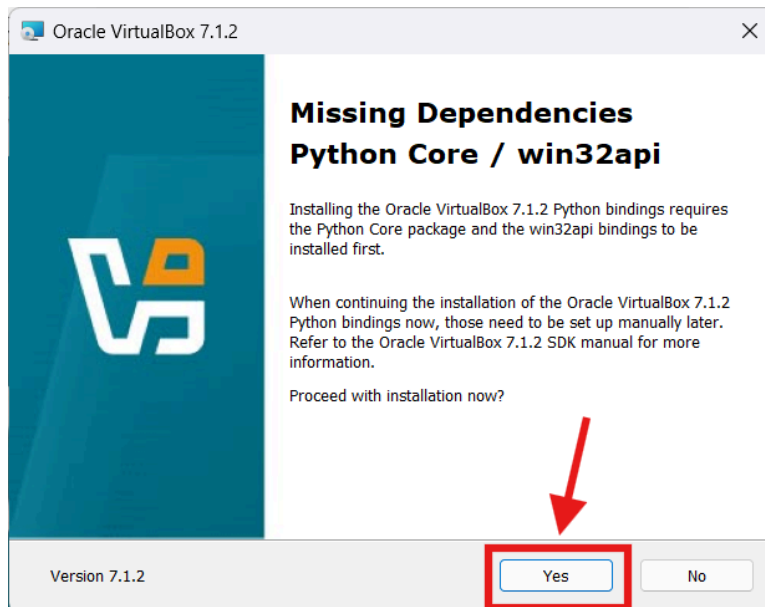 Oracle VirtualBox 7.1.2
Missing Dependencies
Python Core / win32api
Installing the Oracle VirtualBox 7.1.2 Python bindings requires
the Python Core package and the win32api bindings to be
installed first.
When continuing the installation of the Oracle VirtualBox 7.1.2
Python bindings now, those need to be set up manually later.
Refer to the Oracle VirtualBox 7.1.2 SDK manual for more
information.
Proceed with installation now?
Version 7.1.2
Yes
No